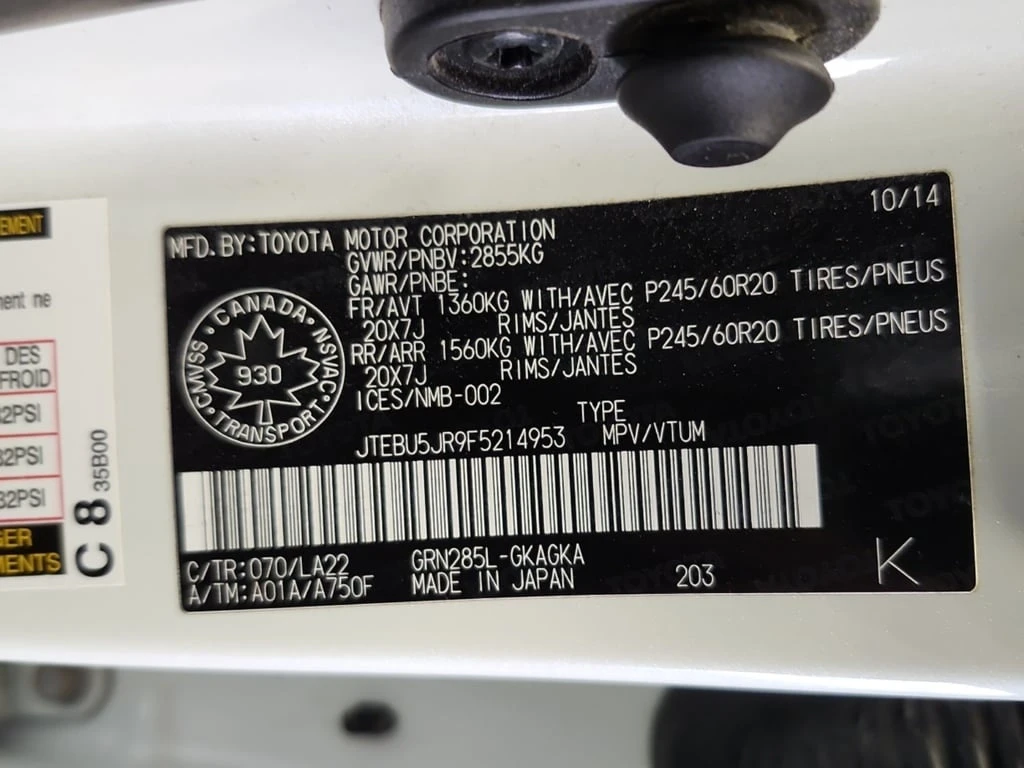 10/14
MFD. BY:TOYOTA MOTOR CORPORATION
GVWR/PNBV:2855KG
GAWR/PNBE:
FR/AVT 1360KG WITH/AVEC P245/60R20 TIRES/PNEUS
20X7J RIMS/JANTES
RR/ARR 1560KG WITH/AVEC P245/60R20 TIRES/PNEUS
20X7J RIMS/JANTES
ICES/NMB-002
TYPE
JTEBU5JR9F5214953 MPV/VTUM
CANADA • NSVAC • TRANSPORT • CMVSS •
930
C/TR:070/LA22 GRN285L-GKAGKA
A/TM:A01A/A750F MADE IN JAPAN 203
K
ment ne
DES
FROID
32PSI
32PSI
32PSI
C 8 35B00